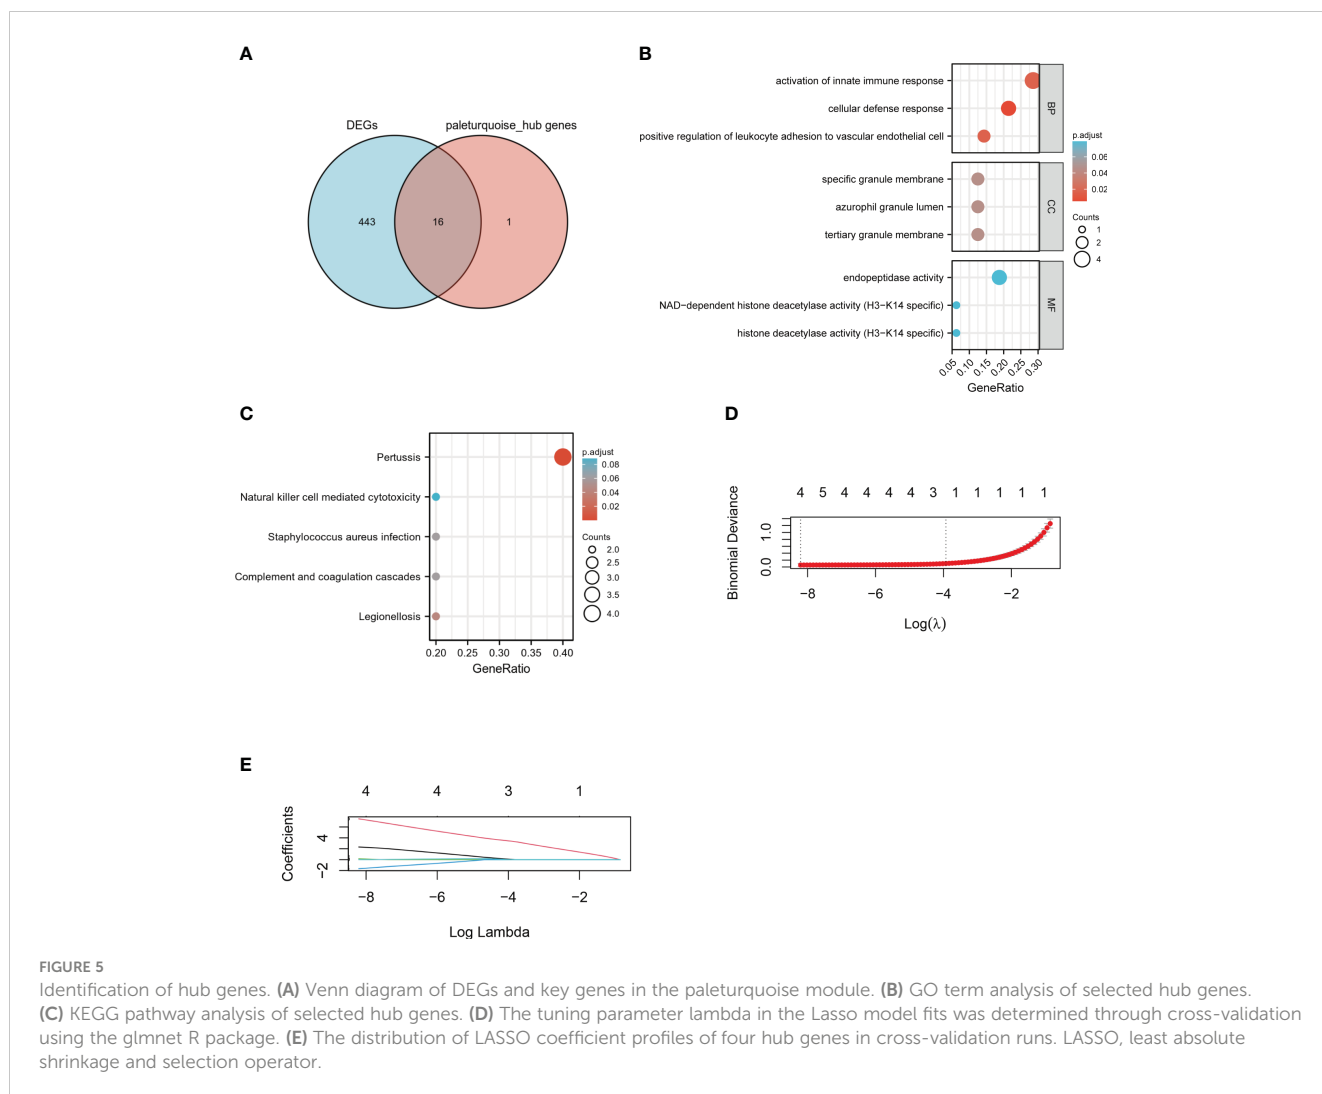 A
DEGs
paleturquoise_hub genes
443
16
1
B
activation of innate immune response
cellular defense response
positive regulation of leukocyte adhesion to vascular endothelial cell
BP
specific granule membrane
azurophil granule lumen
tertiary granule membrane
CC
endopeptidase activity
NAD−dependent histone deacetylase activity (H3−K14 specific)
histone deacetylase activity (H3−K14 specific)
MF
0.05 0.10 0.15 0.20 0.25 0.30
GeneRatio
p.adjust
0.06
0.04
0.02
Counts
1
2
4
C
Pertussis
Natural killer cell mediated cytotoxicity
Staphylococcus aureus infection
Complement and coagulation cascades
Legionellosis
0.20 0.25 0.30 0.35 0.40
GeneRatio
p.adjust
0.08
0.06
0.04
0.02
Counts
2.0
2.5
3.0
3.5
4.0
D
4 5 4 4 4 4 3 1 1 1 1 1
Binomial Deviance
1.0
0.0
−8 −6 −4 −2
Log(λ)
E
4 4 3 1
Coefficients
4
−2
−8 −6 −4 −2
Log Lambda
FIGURE 5
Identification of hub genes. (A) Venn diagram of DEGs and key genes in the paleturquoise module. (B) GO term analysis of selected hub genes.
(C) KEGG pathway analysis of selected hub genes. (D) The tuning parameter lambda in the Lasso model fits was determined through cross-validation
using the glmnet R package. (E) The distribution of LASSO coefficient profiles of four hub genes in cross-validation runs. LASSO, least absolute
shrinkage and selection operator.